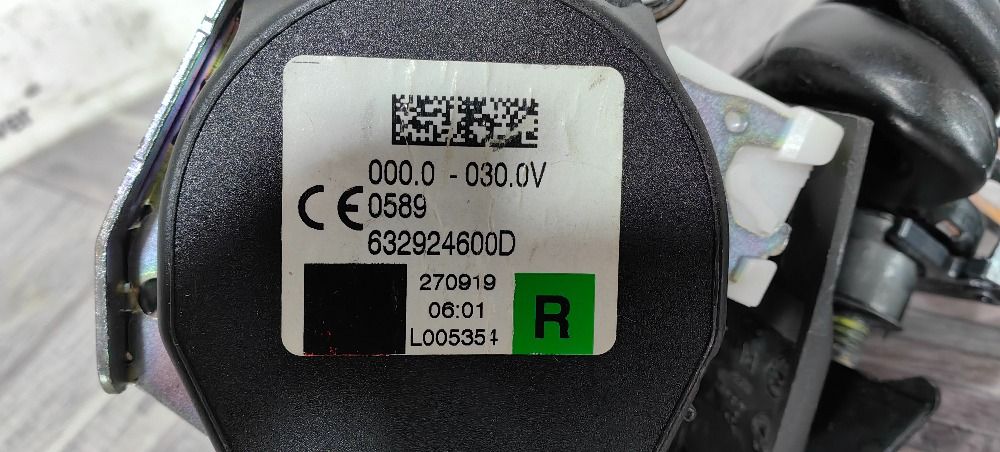 000.0 - 030.0V
CE 0589
632924600D
270919
06:01
L005354
R